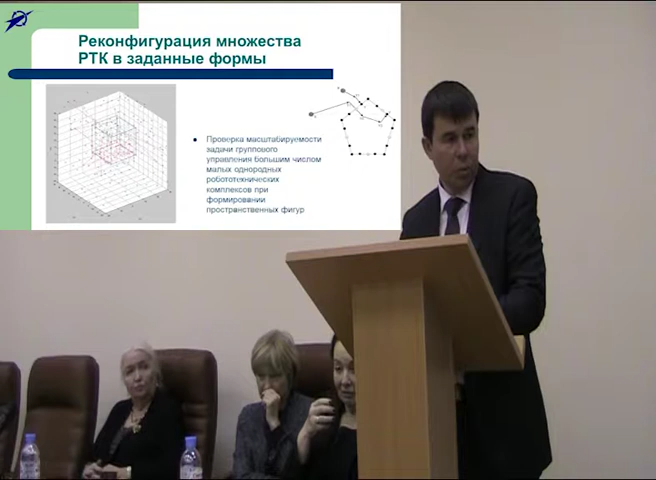 Реконфигурация множества
РТК в заданные формы
Проверка масштабируемости
задачи группового
управления большим числом
малых однородных
робототехнических
комплексов при
формировании
пространственных фигур